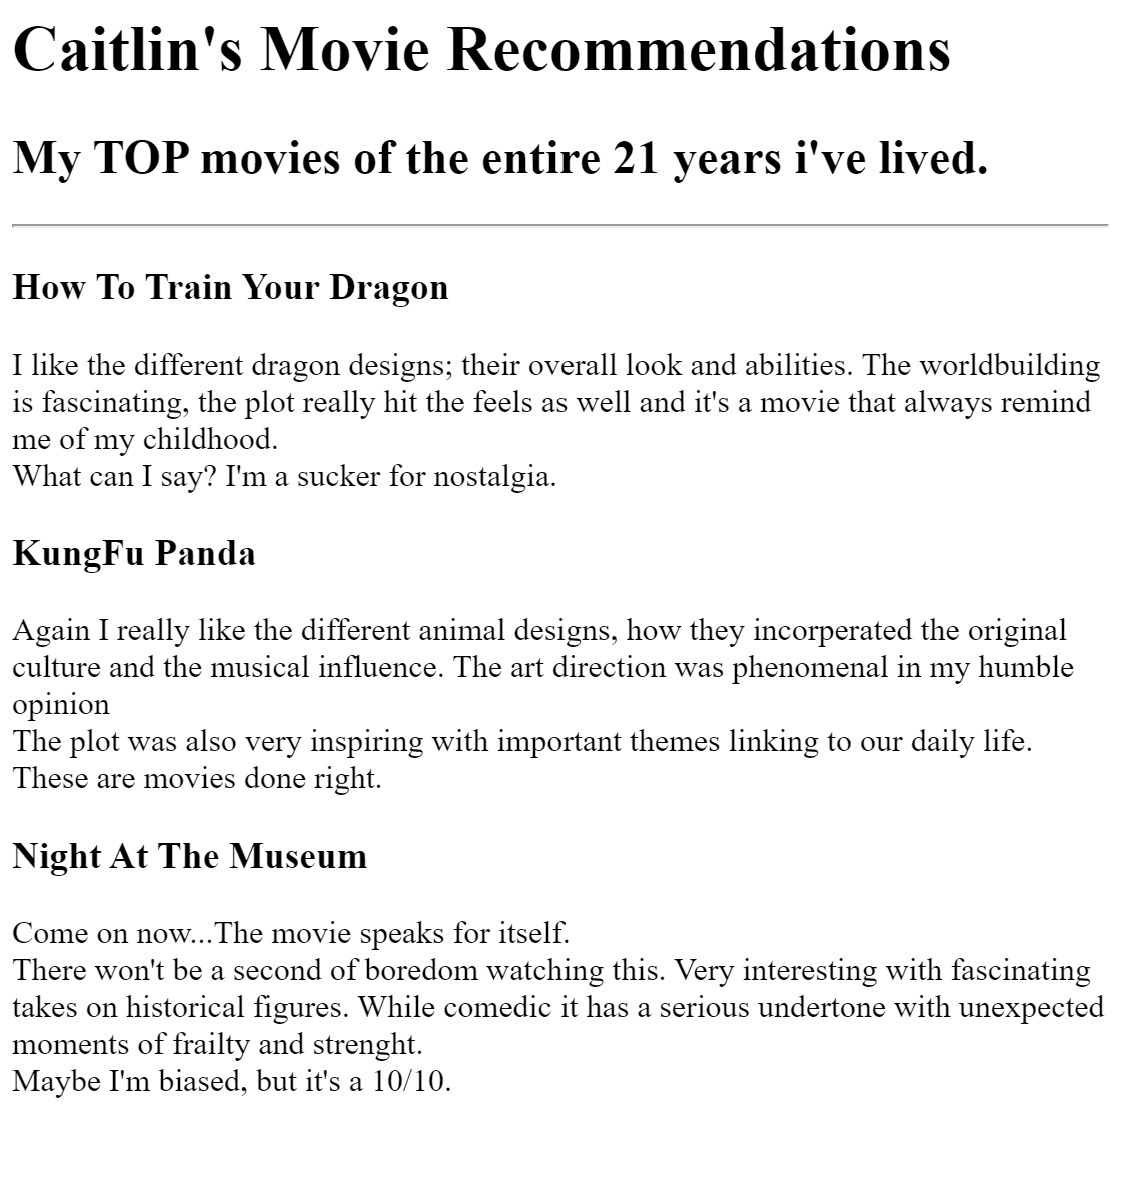 Caitlin's Movie Recommendations
My TOP movies of the entire 21 years i've lived.
How To Train Your Dragon
I like the different dragon designs; their overall look and abilities. The worldbuilding
is fascinating, the plot really hit the feels as well and it's a movie that always remind
me of my childhood.
What can I say? I'm a sucker for nostalgia.
KungFu Panda
Again I really like the different animal designs, how they incorperated the original
culture and the musical influence. The art direction was phenomenal in my humble
opinion
The plot was also very inspiring with important themes linking to our daily life.
These are movies done right.
Night At The Museum
Come on now...The movie speaks for itself.
There won't be a second of boredom watching this. Very interesting with fascinating
takes on historical figures. While comedic it has a serious undertone with unexpected
moments of frailty and strenght.
Maybe I'm biased, but it's a 10/10.